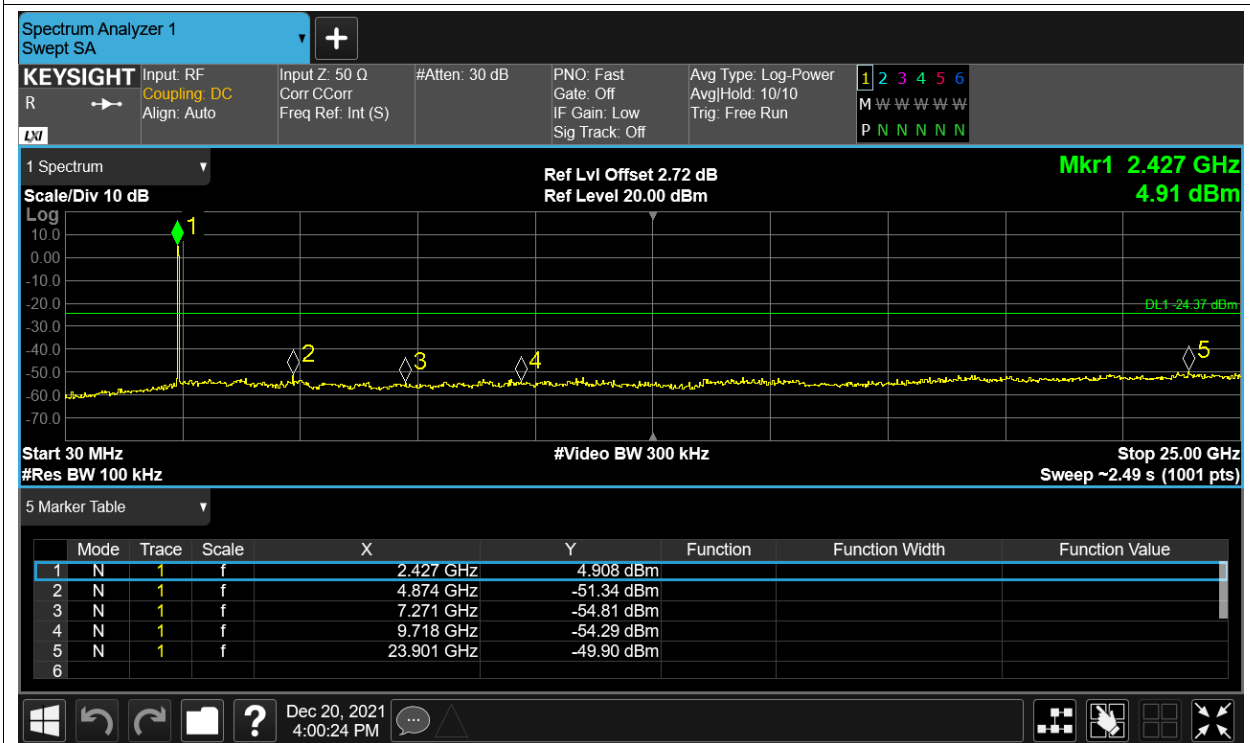 Spectrum Analyzer 1
Swept SA
+
KEYSIGHT
R
LXI
Input: RF
Coupling: DC
Align: Auto
Input Z: 50 Ω
Corr CCorr
Freq Ref: Int (S)
#Atten: 30 dB
PNO: Fast
Gate: Off
IF Gain: Low
Sig Track: Off
Avg Type: Log-Power
Avg|Hold: 10/10
Trig: Free Run
1 2 3 4 5 6
M W W W W W
P N N N N N
1 Spectrum
Scale/Div 10 dB
Ref Lvl Offset 2.72 dB
Ref Level 20.00 dBm
Mkr1 2.427 GHz
4.91 dBm
Log
10.0
0.00
-10.0
-20.0
-30.0
-40.0
-50.0
-60.0
-70.0
1
2
3
4
5
DL1 -24.37 dBm
Start 30 MHz
#Res BW 100 kHz
#Video BW 300 kHz
Stop 25.00 GHz
Sweep ~2.49 s (1001 pts)
5 Marker Table
Mode Trace Scale X Y Function Function Width Function Value
1 N 1 f 2.427 GHz 4.908 dBm
2 N 1 f 4.874 GHz -51.34 dBm
3 N 1 f 7.271 GHz -54.81 dBm
4 N 1 f 9.718 GHz -54.29 dBm
5 N 1 f 23.901 GHz -49.90 dBm
6
?
Dec 20, 2021
4:00:24 PM